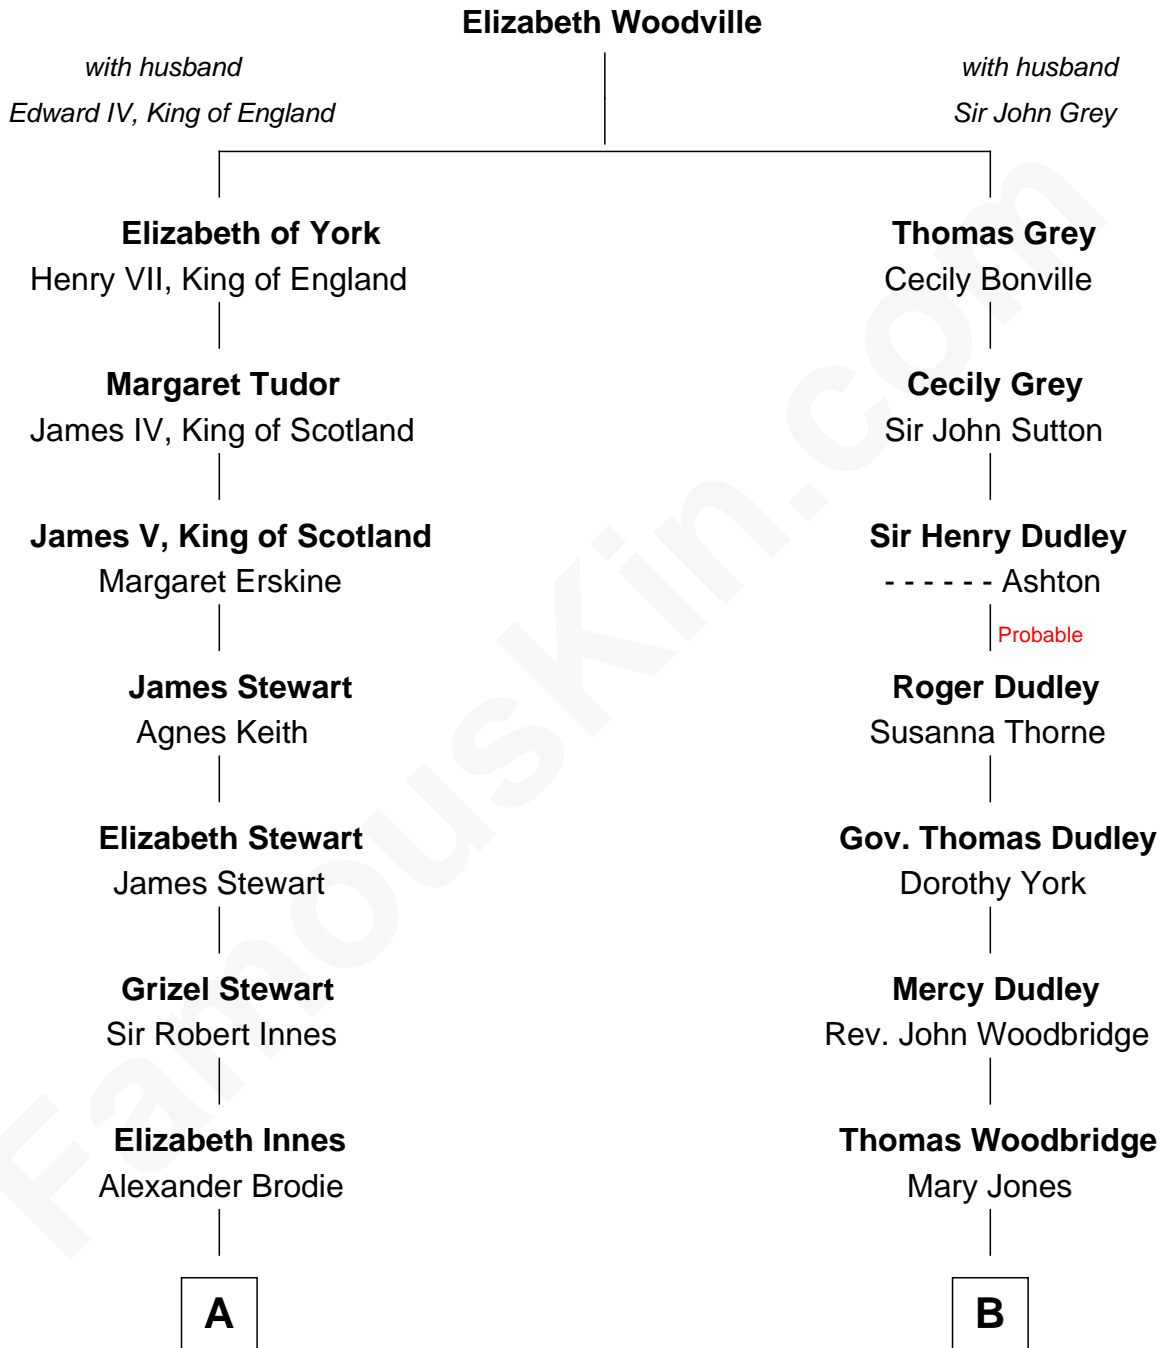 Elizabeth Woodville
with husband
Edward IV, King of England
with husband
Sir John Grey
Elizabeth of York
Henry VII, King of England
Thomas Grey
Cecily Bonville
Margaret Tudor
James IV, King of Scotland
Cecily Grey
Sir John Sutton
James V, King of Scotland
Margaret Erskine
Sir Henry Dudley
- - - - - - Ashton
Probable
James Stewart
Agnes Keith
Roger Dudley
Susanna Thorne
Elizabeth Stewart
James Stewart
Gov. Thomas Dudley
Dorothy York
Grizel Stewart
Sir Robert Innes
Mercy Dudley
Rev. John Woodbridge
Elizabeth Innes
Alexander Brodie
Thomas Woodbridge
Mary Jones
A
B
FamousKin.com